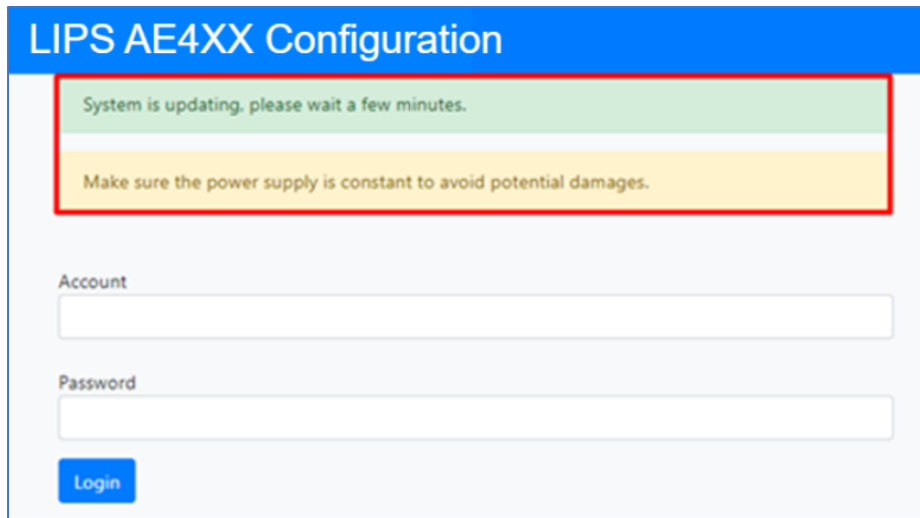 LIPS AE4XX Configuration
System is updating, please wait a few minutes.
Make sure the power supply is constant to avoid potential damages.
Account
Password
Login